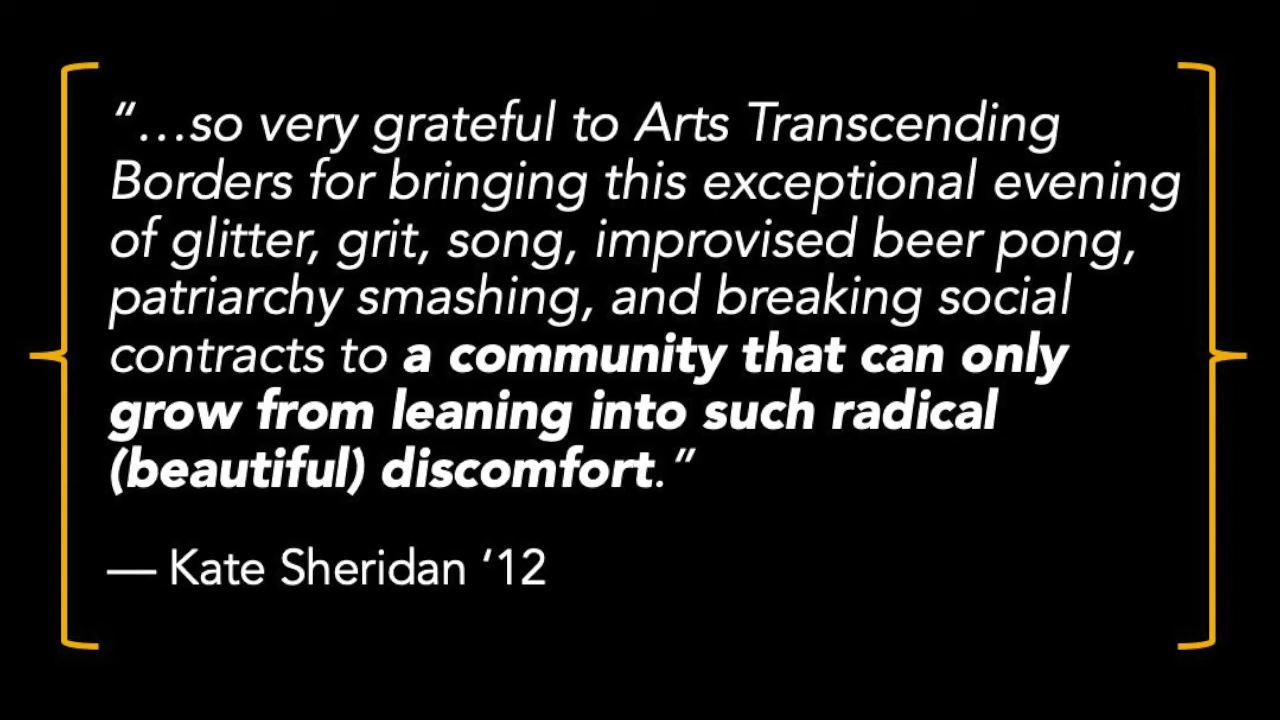 “…so very grateful to Arts Transcending
Borders for bringing this exceptional evening
of glitter, grit, song, improvised beer pong,
patriarchy smashing, and breaking social
contracts to a community that can only
grow from leaning into such radical
(beautiful) discomfort.”
— Kate Sheridan ‘12